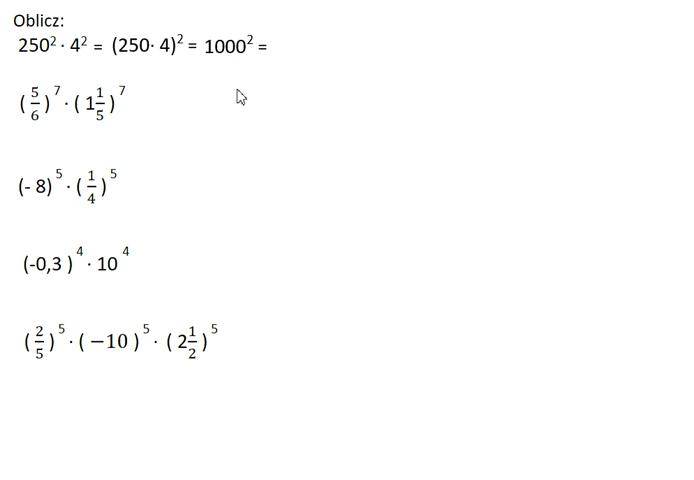 Oblicz:
250² · 4² = (250· 4)² = 1000² =
(5/6)⁷ · (1 1/5)⁷
(- 8)⁵ · (1/4)⁵
(-0,3 )⁴ · 10⁴
(2/5)⁵ · ( −10 )⁵ · ( 2 1/2)⁵